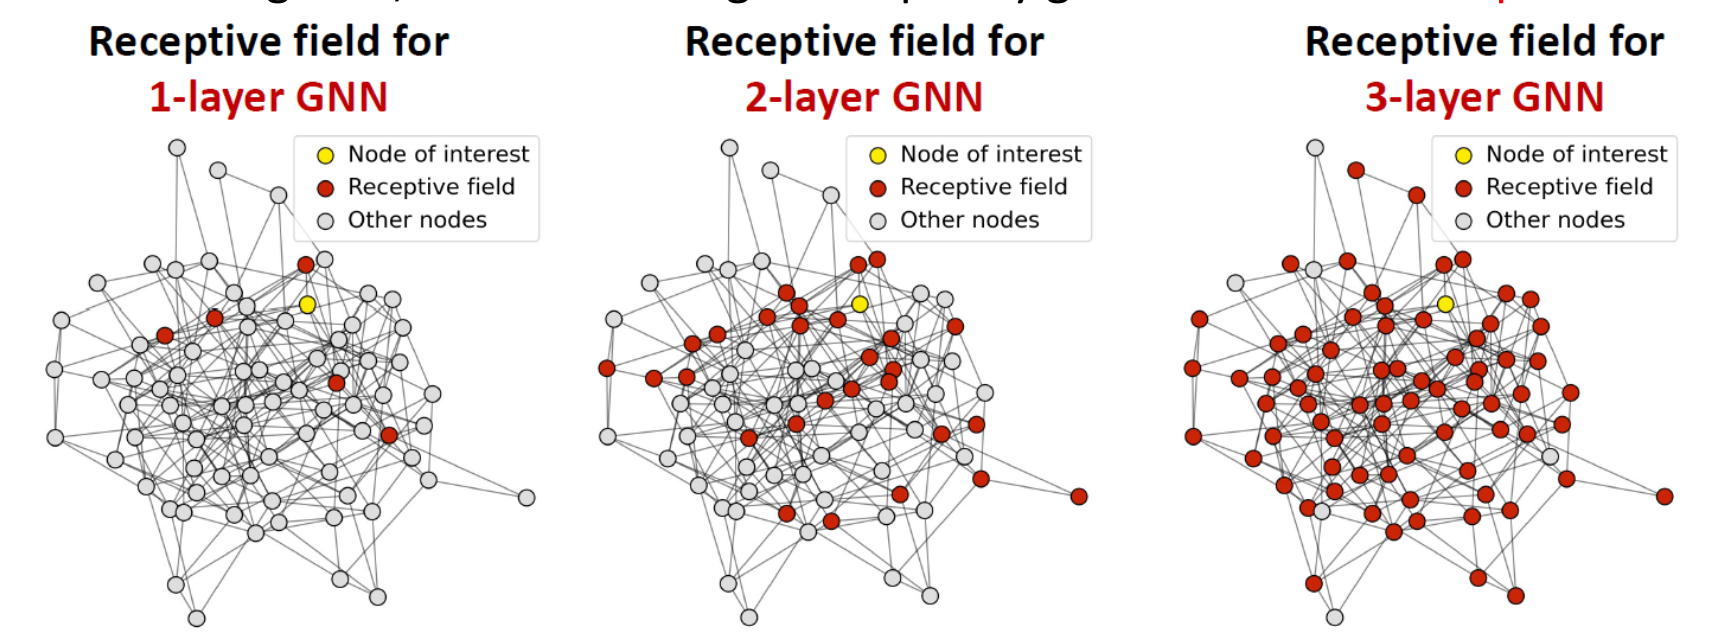 Receptive field for
1-layer GNN
Node of interest
Receptive field
Other nodes
Receptive field for
2-layer GNN
Node of interest
Receptive field
Other nodes
Receptive field for
3-layer GNN
Node of interest
Receptive field
Other nodes